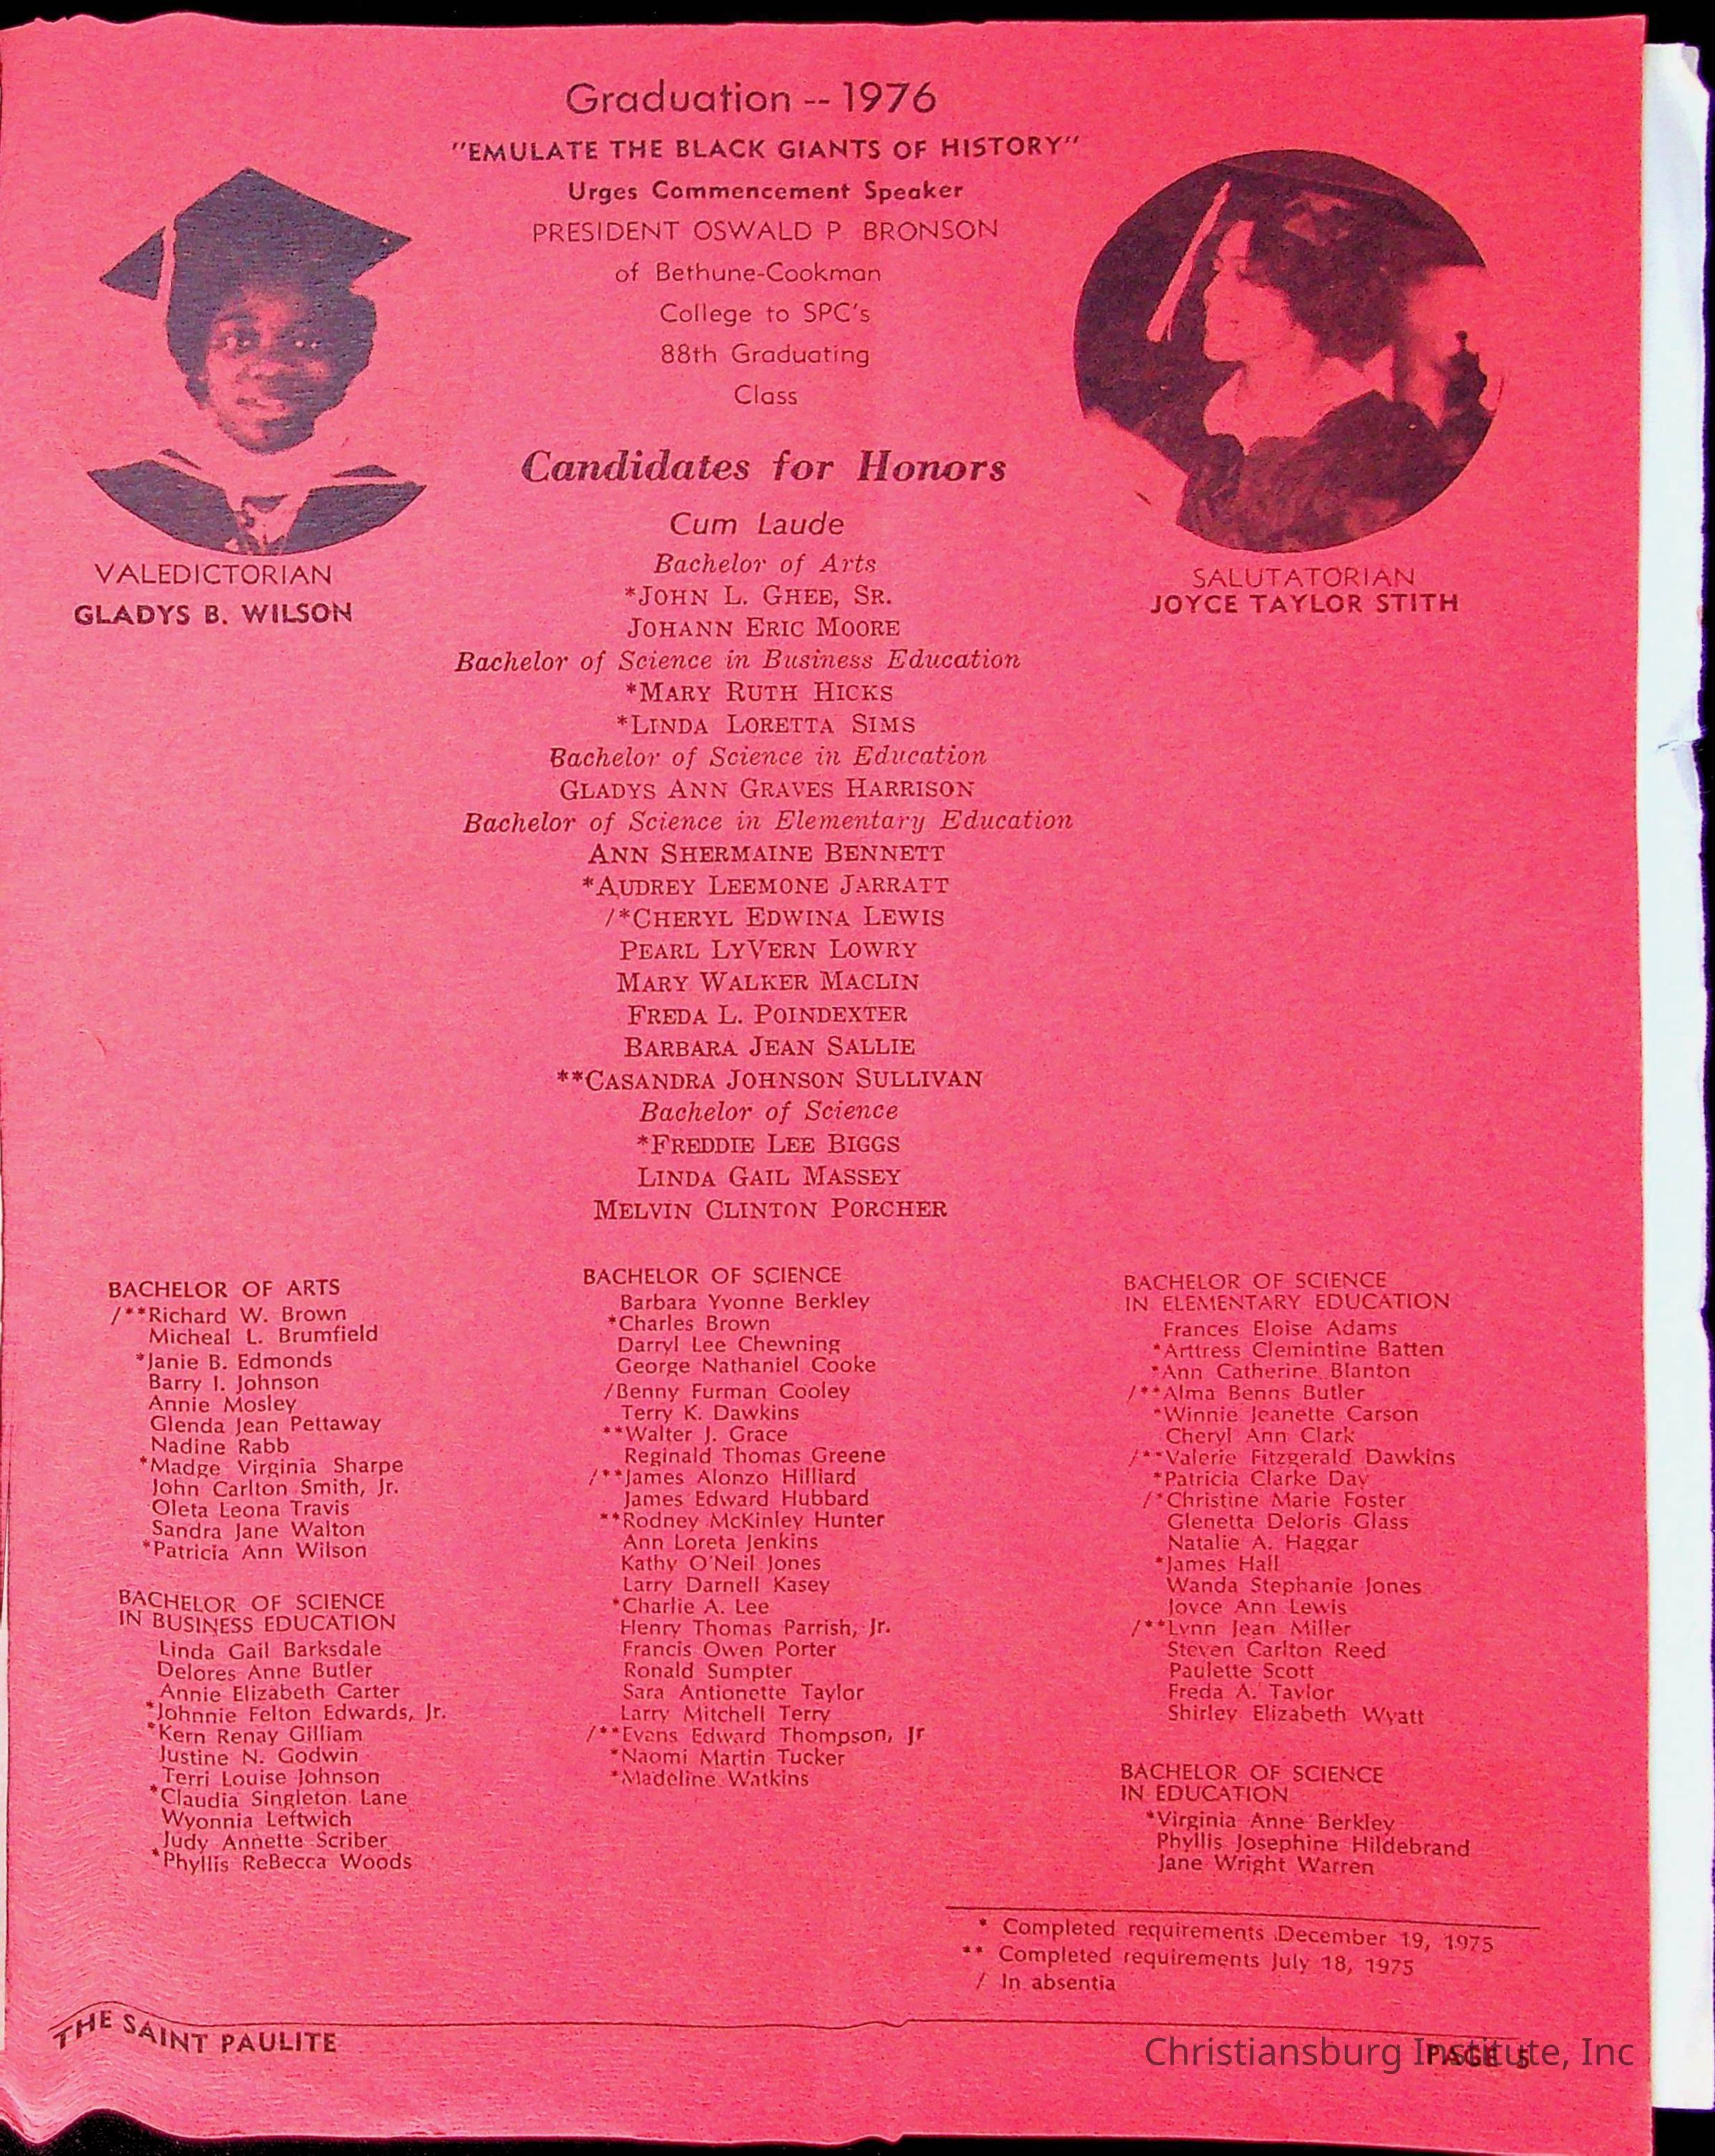 Graduation -- 1976
"EMULATE THE BLACK GIANTS OF HISTORY"
Urges Commencement Speaker
PRESIDENT OSWALD P. BRONSON
of Bethune-Cookman
College to SPC's
88th Graduating
Class
VALEDICTORIAN
GLADYS B. WILSON
SALUTATORIAN
JOYCE TAYLOR STITH
Candidates for Honors
Cum Laude
Bachelor of Arts
*JOHN L. GHEE, SR.
JOHANN ERIC MOORE
Bachelor of Science in Business Education
*MARY RUTH HICKS
*LINDA LORETTA SIMS
Bachelor of Science in Education
GLADYS ANN GRAVES HARRISON
Bachelor of Science in Elementary Education
ANN SHERMAINE BENNETT
*AUDREY LEEMONE JARRATT
/*CHERYL EDWINA LEWIS
PEARL LYVERN LOWRY
MARY WALKER MACLIN
FREDA L. POINDEXTER
BARBARA JEAN SALLIE
**CASANDRA JOHNSON SULLIVAN
Bachelor of Science
*FREDDIE LEE BIGGS
LINDA GAIL MASSEY
MELVIN CLINTON PORCHER
BACHELOR OF ARTS
/**Richard W. Brown
Micheal L. Brumfield
*Janie B. Edmonds
Barry I. Johnson
Annie Mosley
Glenda Jean Pettaway
Nadine Rabb
*Madge Virginia Sharpe
John Carlton Smith, Jr.
Oleta Leona Travis
Sandra Jane Walton
*Patricia Ann Wilson
BACHELOR OF SCIENCE
IN BUSINESS EDUCATION
Linda Gail Barksdale
Delores Anne Butler
Annie Elizabeth Carter
*Johnnie Felton Edwards, Jr.
*Kern Renay Gilliam
Justine N. Godwin
Terri Louise Johnson
*Claudia Singleton Lane
Wyonnia Leftwich
Judy Annette Scriber
*Phyllis ReBecca Woods
BACHELOR OF SCIENCE
Barbara Yvonne Berkley
*Charles Brown
Darryl Lee Chewning
George Nathaniel Cooke
/Benny Furman Cooley
Terry K. Dawkins
**Walter J. Grace
Reginald Thomas Greene
/**James Alonzo Hilliard
James Edward Hubbard
**Rodney McKinley Hunter
Ann Loreta Jenkins
Kathy O'Neil Jones
Larry Darnell Kasey
*Charlie A. Lee
Henry Thomas Parrish, Jr.
Francis Owen Porter
Ronald Sumpter
Sara Antionette Taylor
Larry Mitchell Terry
/**Evans Edward Thompson, Jr
*Naomi Martin Tucker
*Madeline Watkins
BACHELOR OF SCIENCE
IN ELEMENTARY EDUCATION
Frances Eloise Adams
*Arttress Clemintine Batten
*Ann Catherine Blanton
/**Alma Benns Butler
*Winnie Jeanette Carson
Cheryl Ann Clark
/**Valerie Fitzgerald Dawkins
*Patricia Clarke Day
/*Christine Marie Foster
Glenetta Deloris Glass
Natalie A. Haggar
*James Hall
Wanda Stephanie Jones
Joyce Ann Lewis
/**Lynn Jean Miller
Steven Carlton Reed
Paulette Scott
Freda A. Taylor
Shirley Elizabeth Wyatt
BACHELOR OF SCIENCE
IN EDUCATION
*Virginia Anne Berkley
Phyllis Josephine Hildebrand
Jane Wright Warren
* Completed requirements December 19, 1975
** Completed requirements July 18, 1975
/ In absentia
THE SAINT PAULITE
PAGE 5
Christiansburg Institute, Inc